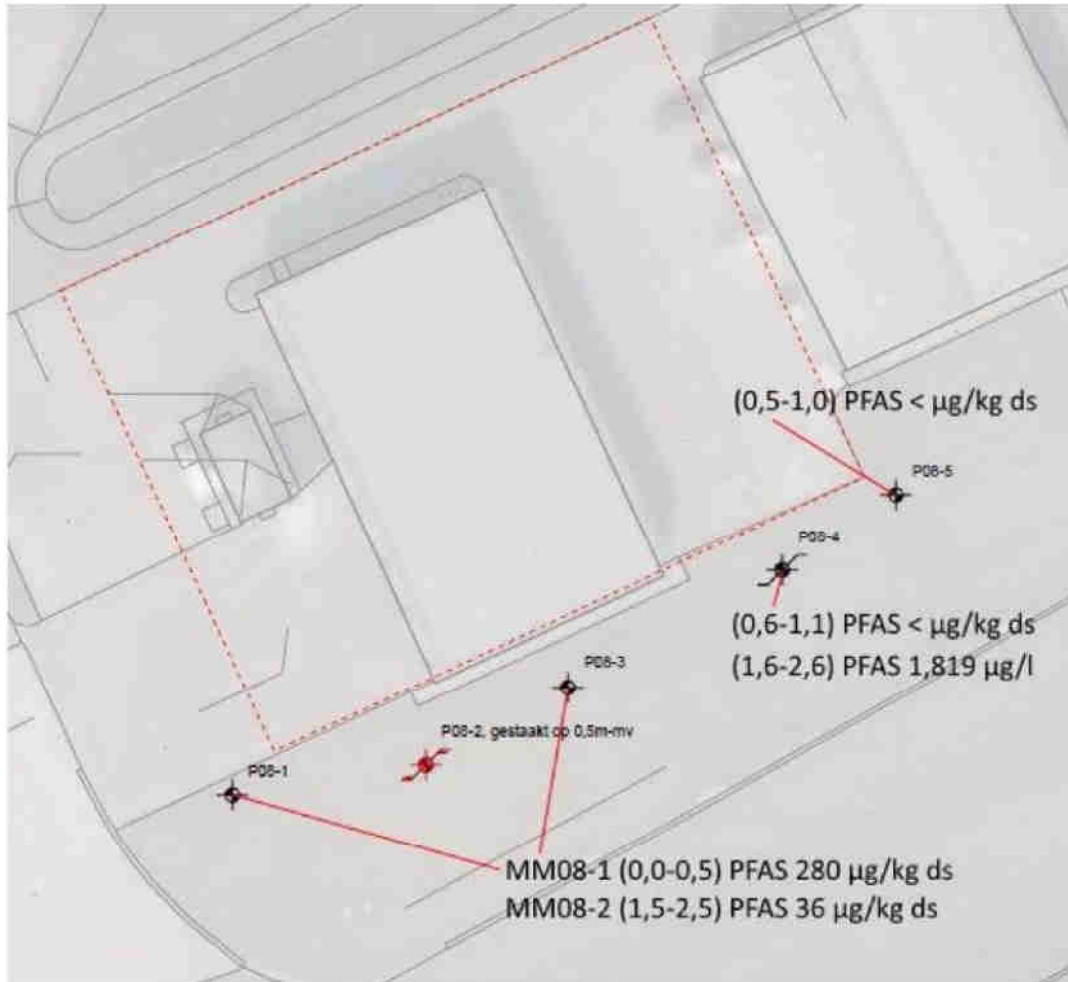 (0,5-1,0) PFAS < µg/kg ds
P08-5
P08-4
(0,6-1,1) PFAS < µg/kg ds
(1,6-2,6) PFAS 1,819 µg/l
P08-3
P08-2, gestaakt op 0,5m-mv
P08-1
MM08-1 (0,0-0,5) PFAS 280 µg/kg ds
MM08-2 (1,5-2,5) PFAS 36 µg/kg ds